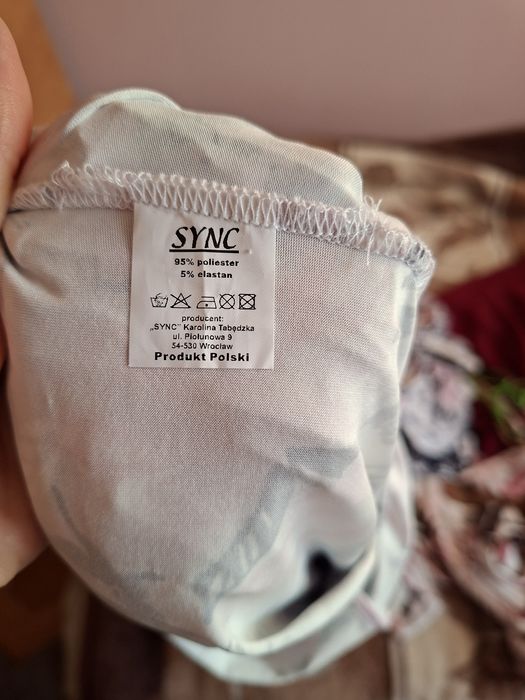 SYNC
95% poliester
5% elastan
producent:
„SYNC" Karolina Tabędzka
ul. Piołunowa 9
54-530 Wrocław
Produkt Polski